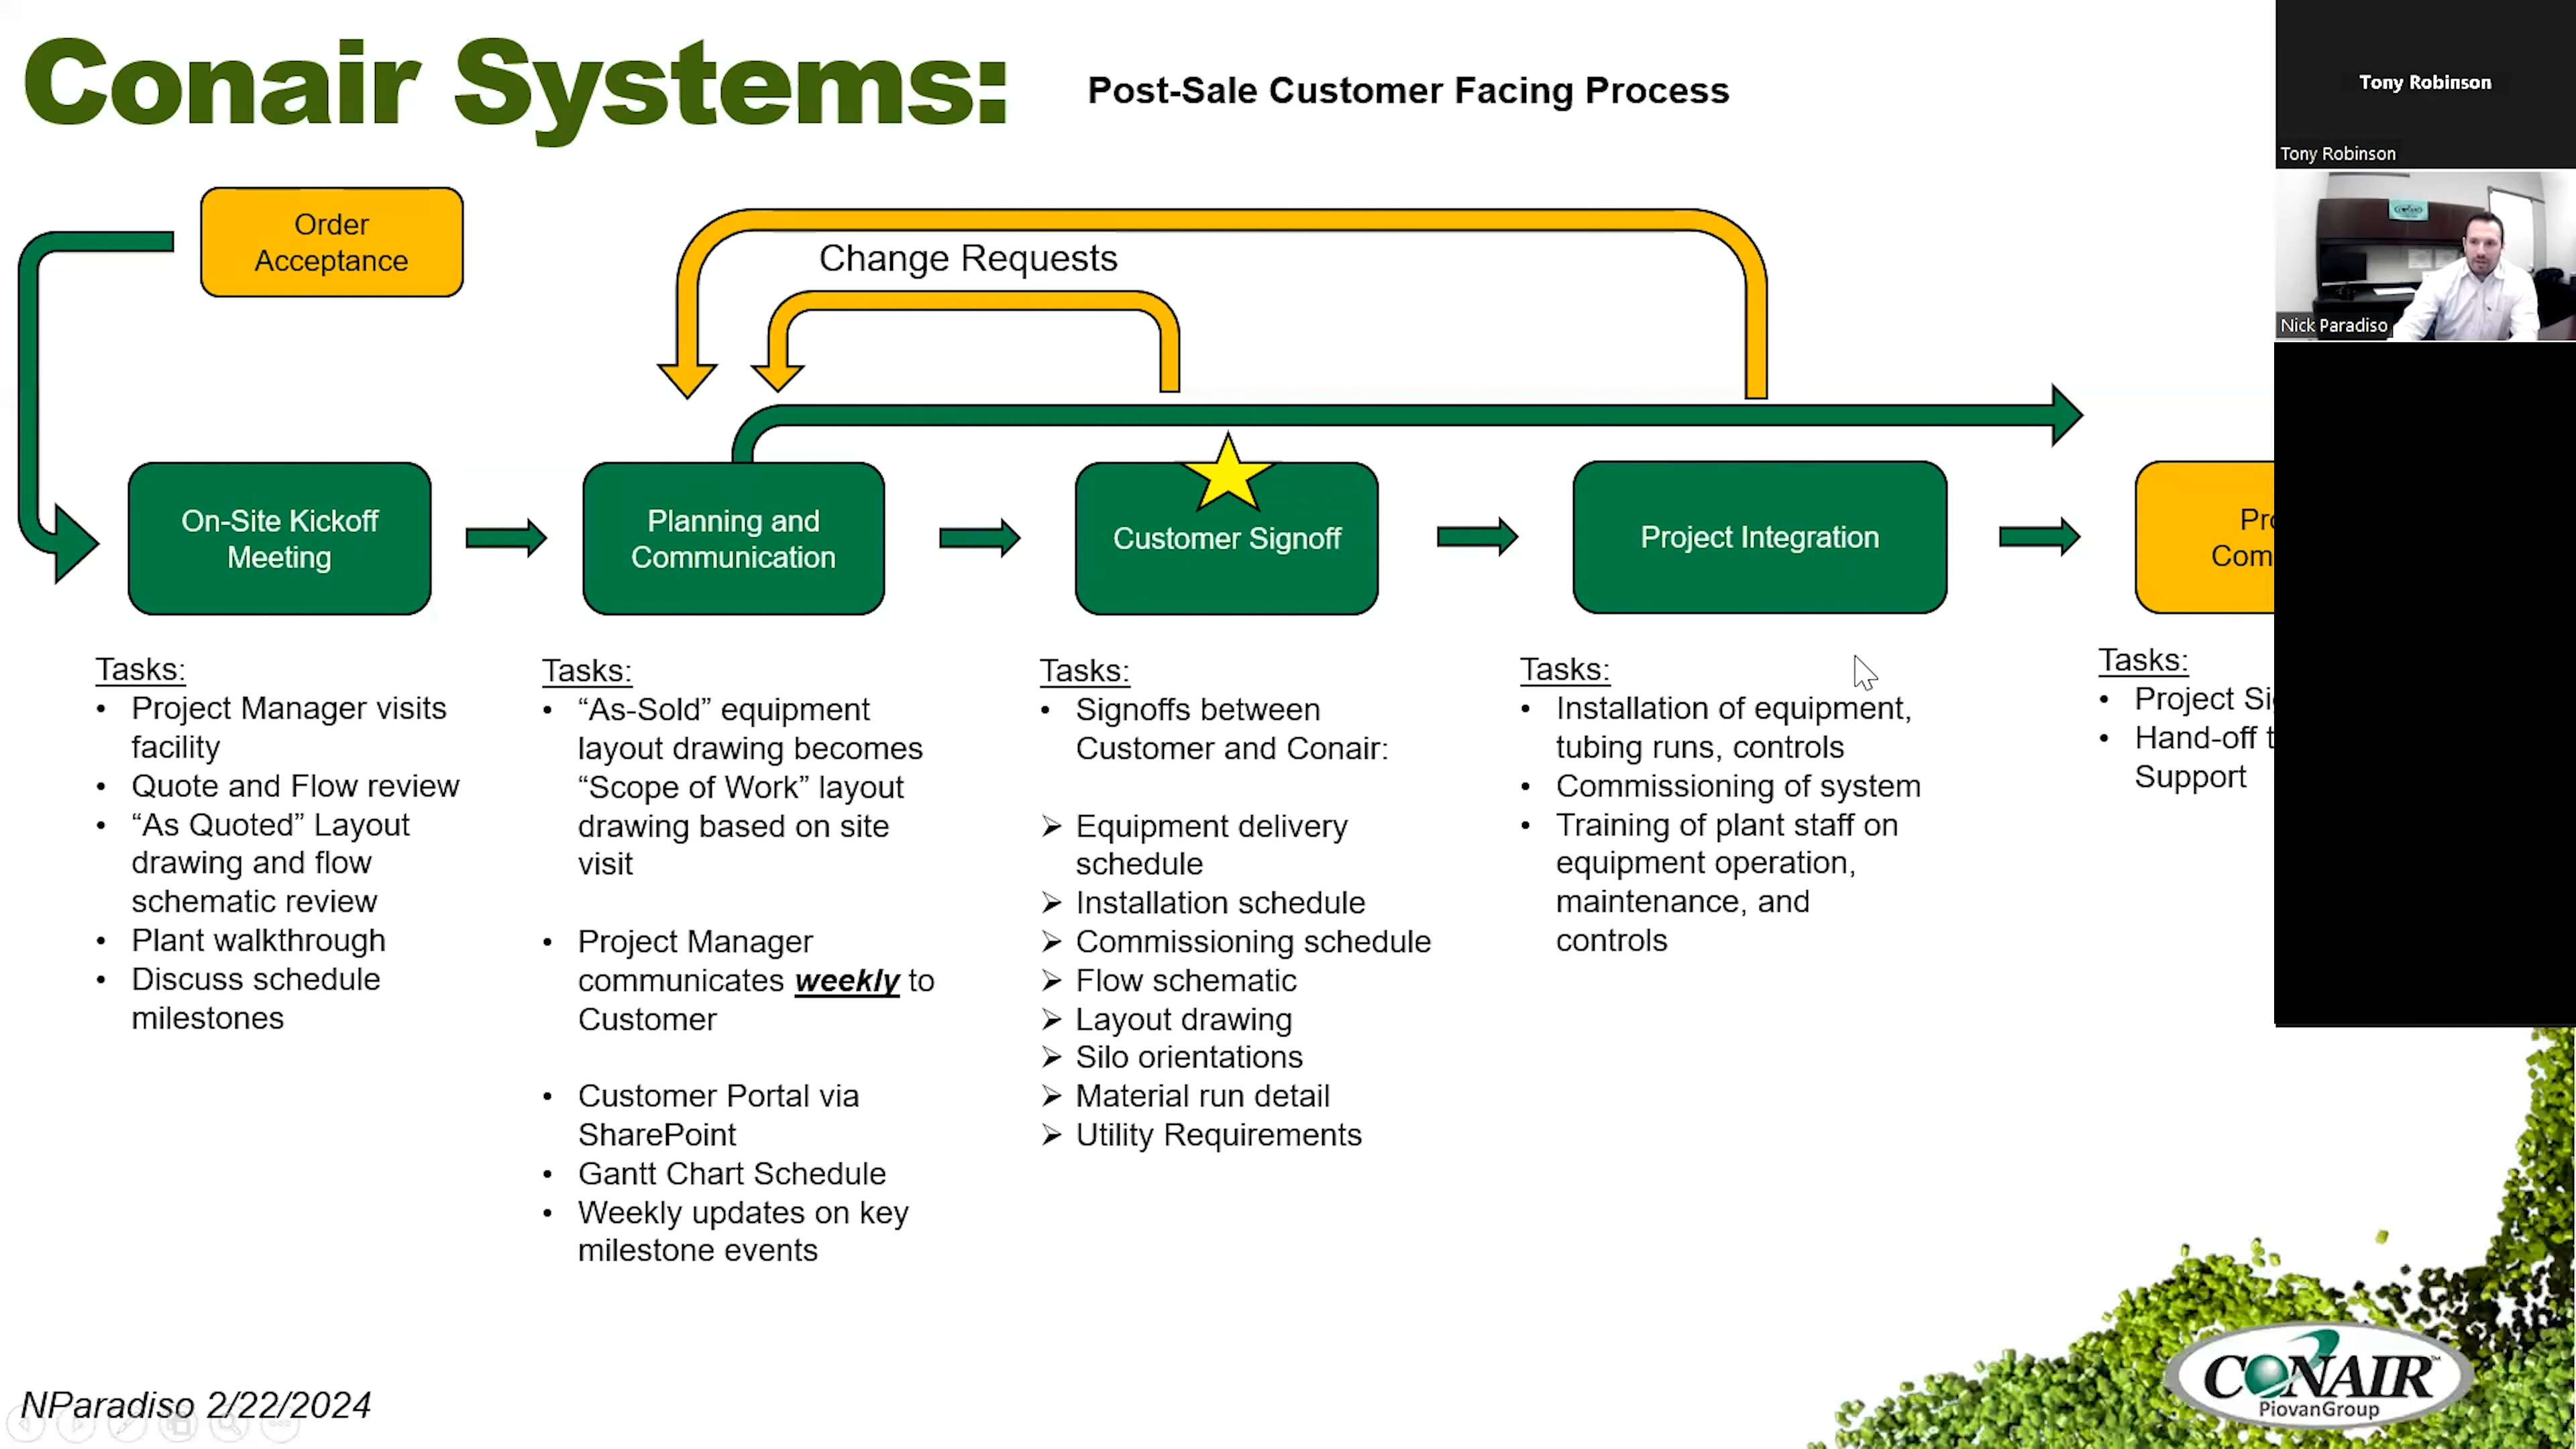 Conair Systems:
Post-Sale Customer Facing Process
Tony Robinson
Tony Robinson
Nick Paradiso
Order
Acceptance
Change Requests
On-Site Kickoff
Meeting
Planning and
Communication
Customer Signoff
Project Integration
Tasks:
• Project Manager visits
facility
• Quote and Flow review
• “As Quoted” Layout
drawing and flow
schematic review
• Plant walkthrough
• Discuss schedule
milestones
Tasks:
• “As-Sold” equipment
layout drawing becomes
“Scope of Work” layout
drawing based on site
visit
• Project Manager
communicates weekly to
Customer
• Customer Portal via
SharePoint
• Gantt Chart Schedule
• Weekly updates on key
milestone events
Tasks:
• Signoffs between
Customer and Conair:
➢ Equipment delivery
schedule
➢ Installation schedule
➢ Commissioning schedule
➢ Flow schematic
➢ Layout drawing
➢ Silo orientations
➢ Material run detail
➢ Utility Requirements
Tasks:
• Installation of equipment,
tubing runs, controls
• Commissioning of system
• Training of plant staff on
equipment operation,
maintenance, and
controls
Tasks:
• Project
• Hand-off
Support
NParadiso 2/22/2024
CONAIR
PiovanGroup